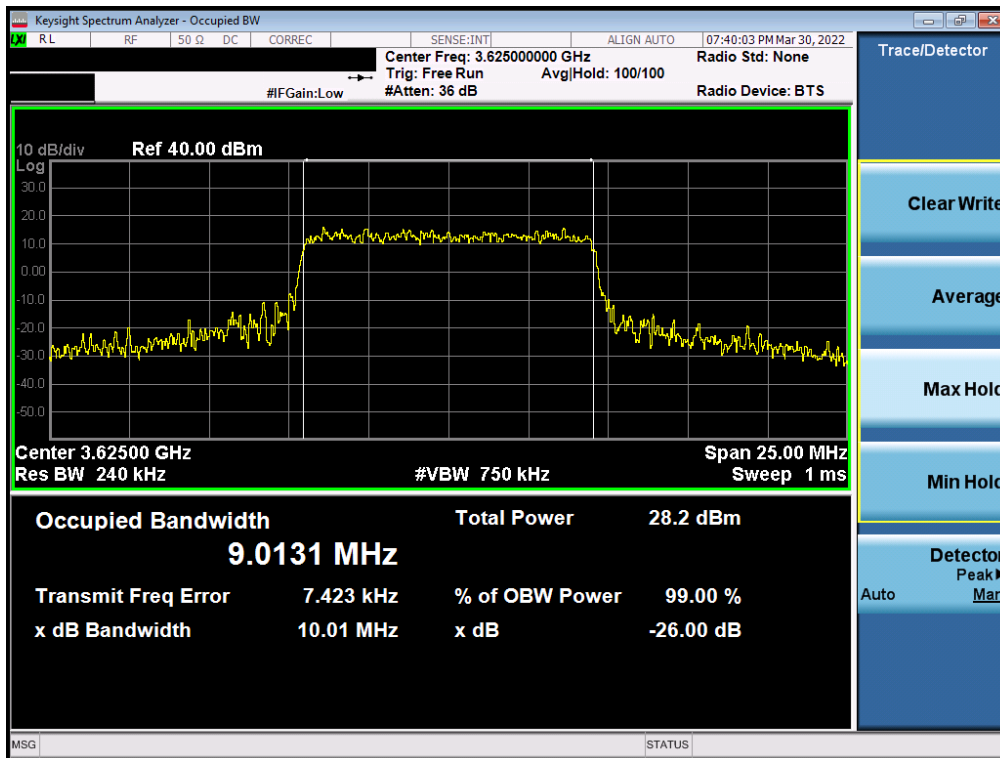 Keysight Spectrum Analyzer - Occupied BW
LXI RL RF 50 Ω DC CORREC SENSE:INT ALIGN AUTO 07:40:03 PM Mar 30, 2022
Center Freq: 3.625000000 GHz Radio Std: None
Trig: Free Run Avg|Hold: 100/100
#IFGain:Low #Atten: 36 dB Radio Device: BTS
10 dB/div Ref 40.00 dBm
Log
30.0
20.0
10.0
0.00
-10.0
-20.0
-30.0
-40.0
-50.0
Center 3.62500 GHz Span 25.00 MHz
Res BW 240 kHz #VBW 750 kHz Sweep 1 ms
Occupied Bandwidth Total Power 28.2 dBm
9.0131 MHz
Transmit Freq Error 7.423 kHz % of OBW Power 99.00 %
x dB Bandwidth 10.01 MHz x dB -26.00 dB
MSG STATUS
Trace/Detector
Clear Write
Average
Max Hold
Min Hold
Detector
Peak
Auto Man